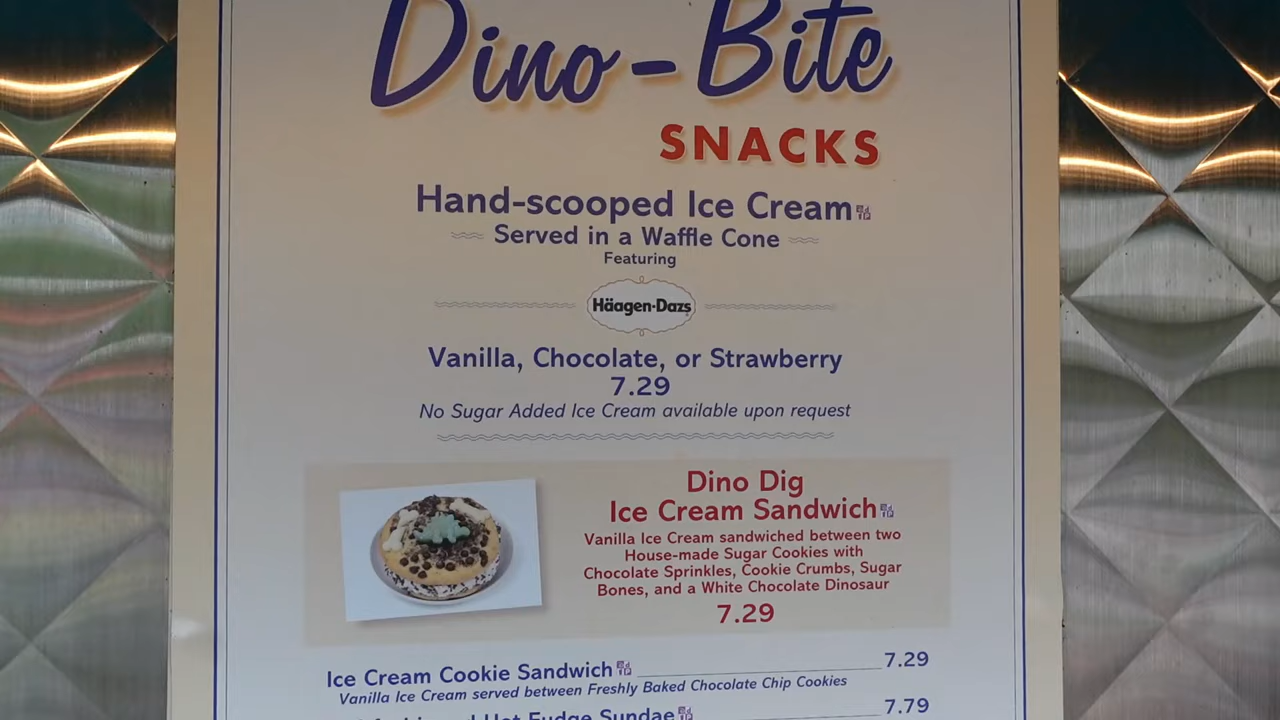 Dino-Bite
SNACKS
Hand-scooped Ice Cream
Served in a Waffle Cone
Featuring
Häagen-Dazs
Vanilla, Chocolate, or Strawberry
7.29
No Sugar Added Ice Cream available upon request
Dino Dig
Ice Cream Sandwich
Vanilla Ice Cream sandwiched between two
House-made Sugar Cookies with
Chocolate Sprinkles, Cookie Crumbs, Sugar
Bones, and a White Chocolate Dinosaur
7.29
Ice Cream Cookie Sandwich 7.29
Vanilla Ice Cream served between Freshly Baked Chocolate Chip Cookies
Hot Fudge Sundae 7.79